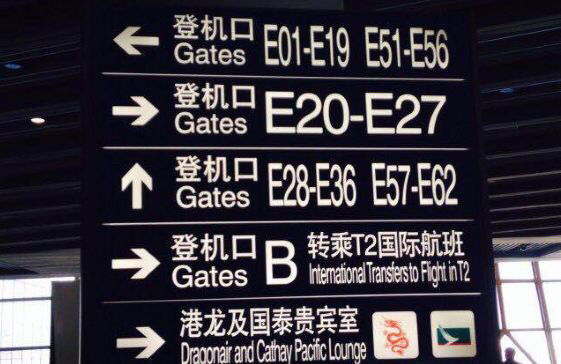 登机口 E01-E19 E51-E56
Gates
登机口 E20-E27
Gates
登机口 E28-E36 E57-E62
Gates
登机口 B 转乘T2国际航班
Gates International Transfers to Flight in T2
港龙及国泰贵宾室
Dragonair and Cathay Pacific Lounge